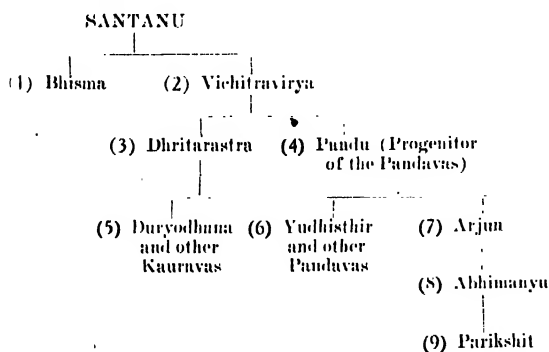 SANTANU
(1) Bhisma (2) Vichitravirya
(3) Dhritarastra (4) Pandu (Progenitor
of the Pandavas)
(5) Duryodhana (6) Yudhisthir (7) Arjun
and other and other
Kauravas Pandavas
(8) Abhimanyu
(9) Parikshit